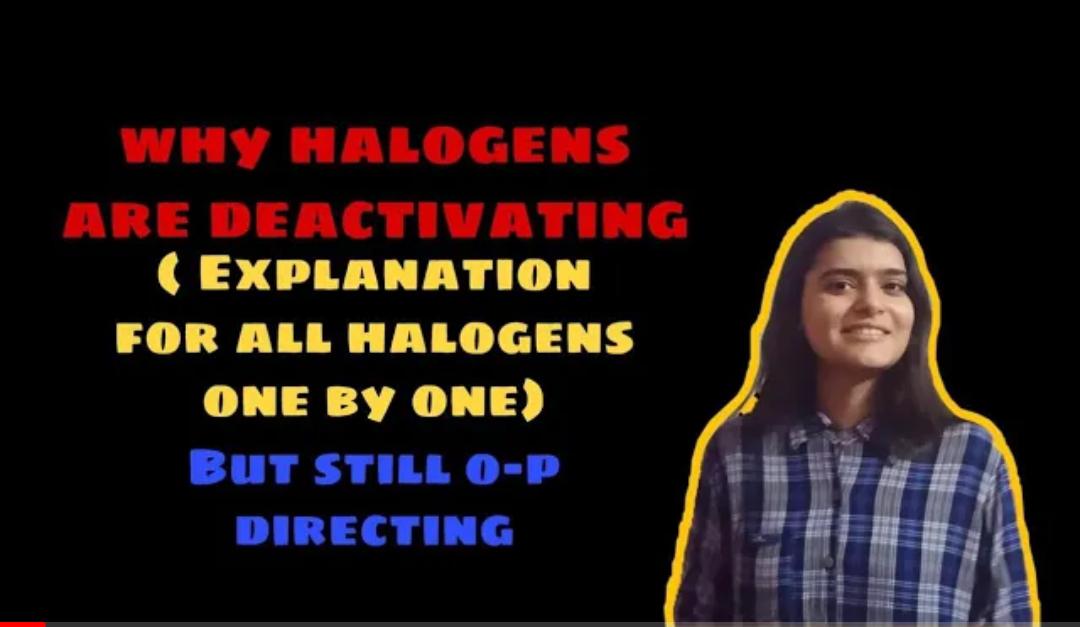 WHY HALOGENS
ARE DEACTIVATING
( EXPLANATION
FOR ALL HALOGENS
ONE BY ONE)
BUT STILL O-P
DIRECTING